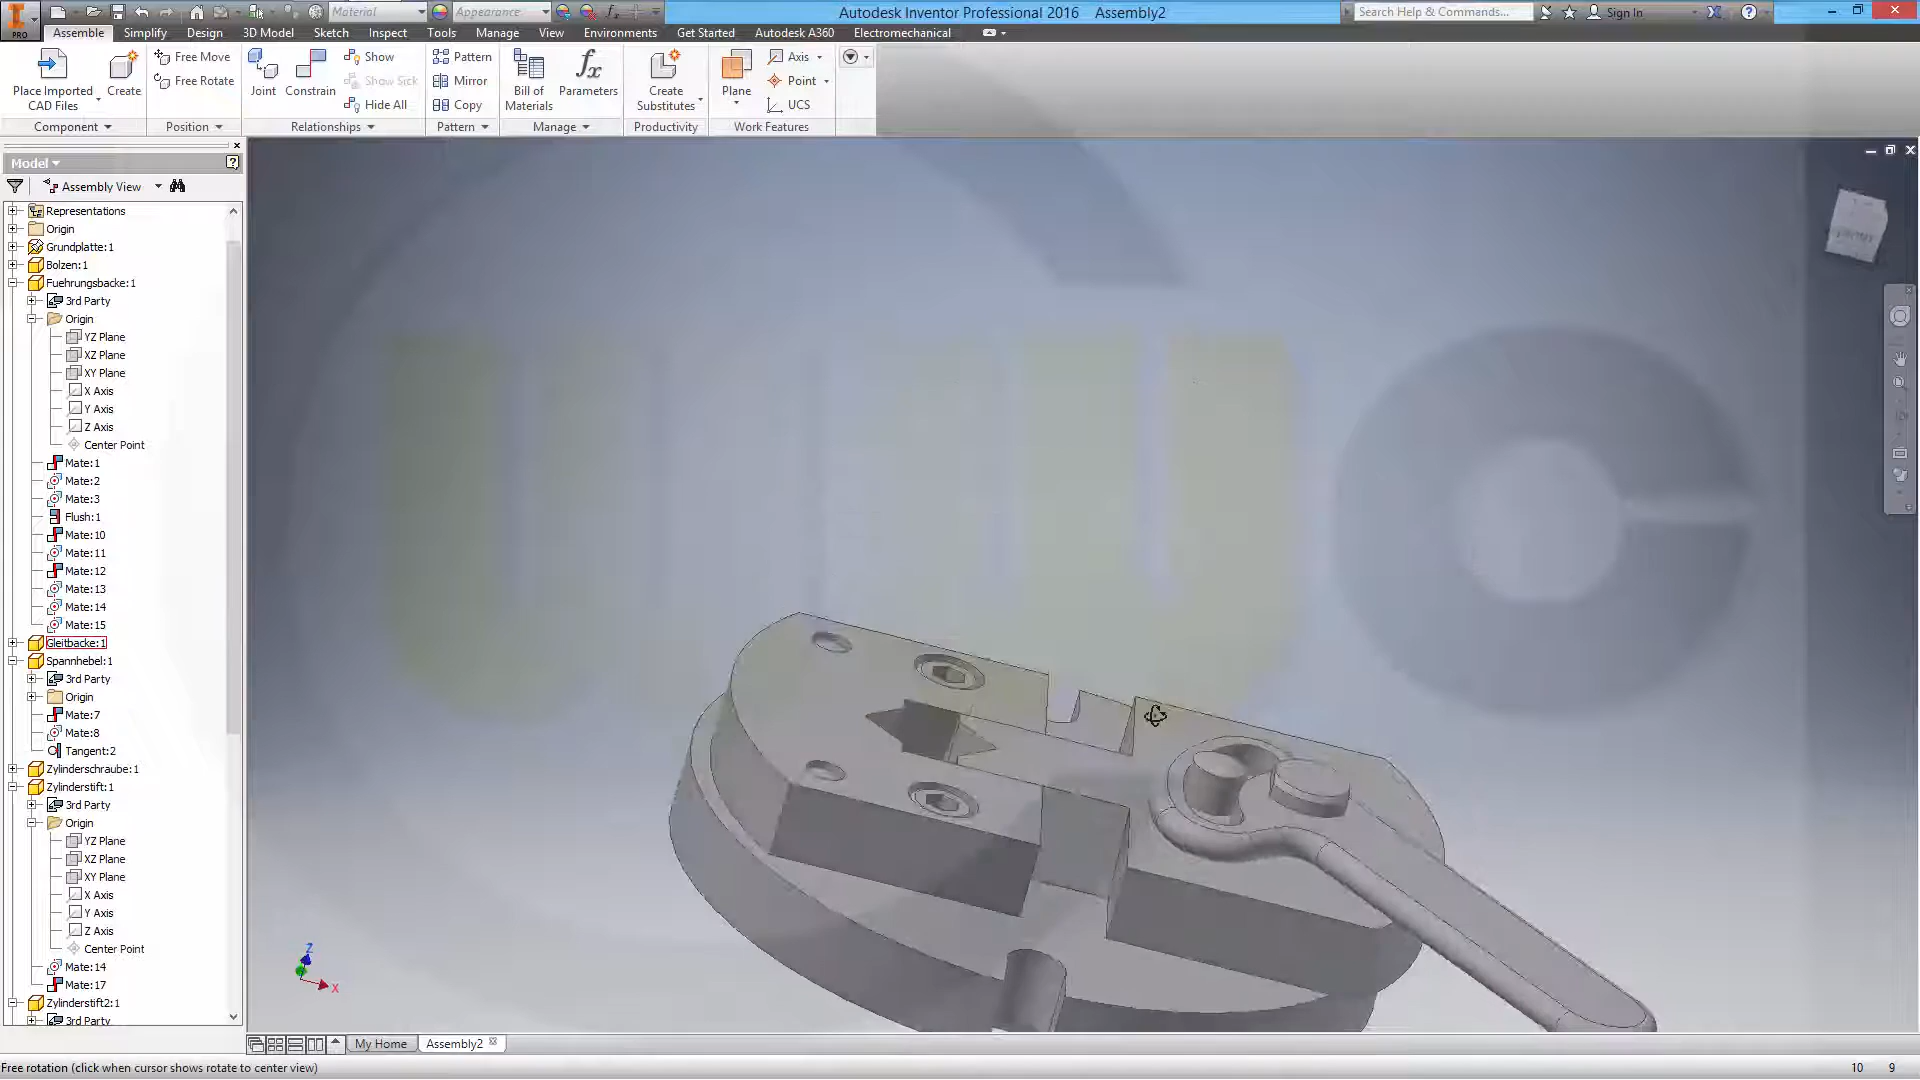 Material
Appearance
Autodesk Inventor Professional 2016 Assembly2
Search Help & Commands...
Sign In
PRO
Assemble Simplify Design 3D Model Sketch Inspect Tools Manage View Environments Get Started Autodesk A360 Electromechanical
Place Imported CAD Files
Create
Free Move
Free Rotate
Joint
Constrain
Show
Show Sick
Hide All
Pattern
Mirror
Copy
Bill of Materials
Parameters
Create Substitutes
Plane
Axis
Point
UCS
Component Position Relationships Pattern Manage Productivity Work Features
Model
Assembly View
Representations
Origin
Grundplatte:1
Bolzen:1
Fuehrungsbacke:1
3rd Party
Origin
YZ Plane
XZ Plane
XY Plane
X Axis
Y Axis
Z Axis
Center Point
Mate:1
Mate:2
Mate:3
Flush:1
Mate:10
Mate:11
Mate:12
Mate:13
Mate:14
Mate:15
Gleitbacke:1
Spannhebel:1
3rd Party
Origin
Mate:7
Mate:8
Tangent:2
Zylinderschraube:1
Zylinderstift:1
3rd Party
Origin
YZ Plane
XZ Plane
XY Plane
X Axis
Y Axis
Z Axis
Center Point
Mate:14
Mate:17
Zylinderstift2:1
3rd Party
FRONT
Z
X
My Home
Assembly2
Free rotation (click when cursor shows rotate to center view)
10 9